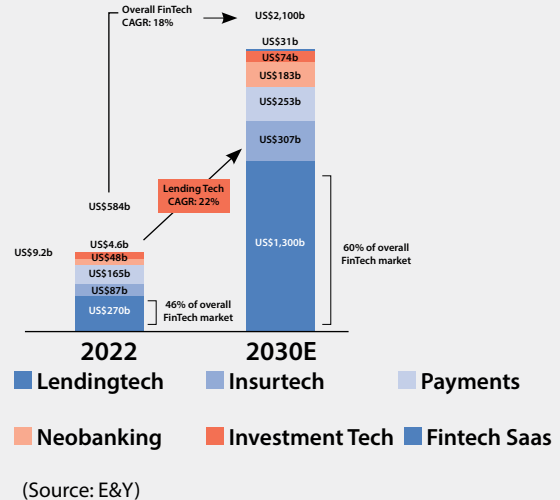 Overall FinTech
CAGR: 18%
US$2,100b
US$31b
US$74b
US$183b
US$253b
US$307b
Lending Tech
CAGR: 22%
US$584b
US$1,300b
60% of overall
FinTech market
US$9.2b
US$4.6b
US$48b
US$165b
US$87b
US$270b
46% of overall
FinTech market
2022 2030E
Lendingtech Insurtech Payments
Neobanking Investment Tech Fintech Saas
(Source: E&Y)